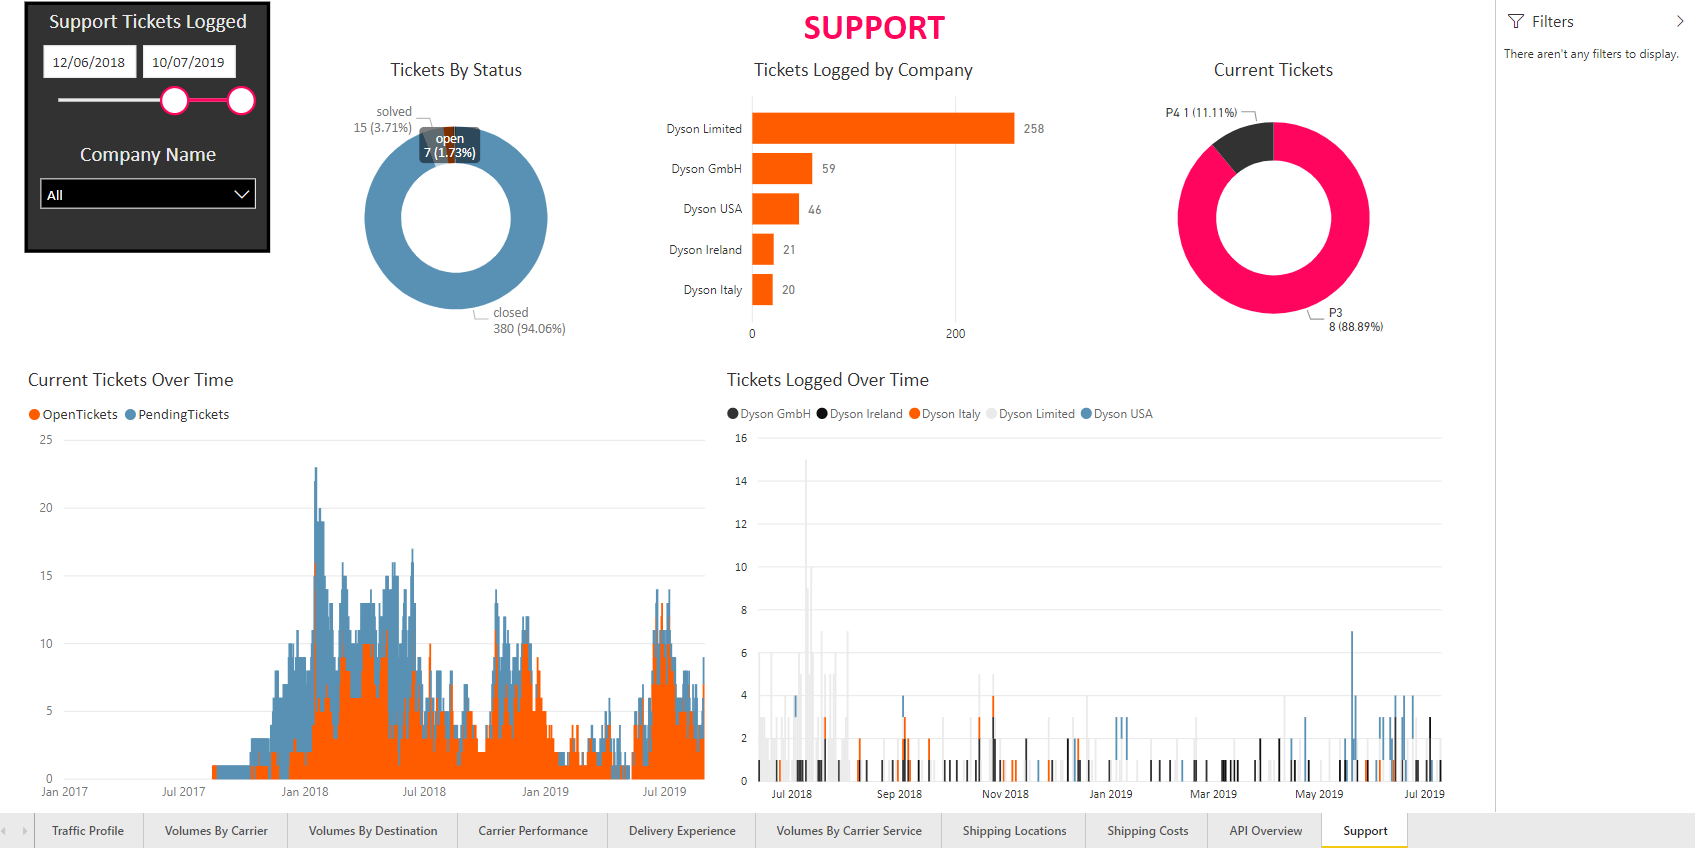 Support Tickets Logged
12/06/2018 10/07/2019
Company Name
All
SUPPORT
Tickets By Status
solved
15 (3.71%)
open
7 (1.73%)
closed
380 (94.06%)
Tickets Logged by Company
Dyson Limited 258
Dyson GmbH 59
Dyson USA 46
Dyson Ireland 21
Dyson Italy 20
0 200
Current Tickets
P4 1 (11.11%)
P3
8 (88.89%)
Filters
There aren't any filters to display.
Current Tickets Over Time
OpenTickets PendingTickets
25
20
15
10
5
0
Jan 2017 Jul 2017 Jan 2018 Jul 2018 Jan 2019 Jul 2019
Tickets Logged Over Time
Dyson GmbH Dyson Ireland Dyson Italy Dyson Limited Dyson USA
16
14
12
10
8
6
4
2
0
Jul 2018 Sep 2018 Nov 2018 Jan 2019 Mar 2019 May 2019 Jul 2019
Traffic Profile Volumes By Carrier Volumes By Destination Carrier Performance Delivery Experience Volumes By Carrier Service Shipping Locations Shipping Costs API Overview Support